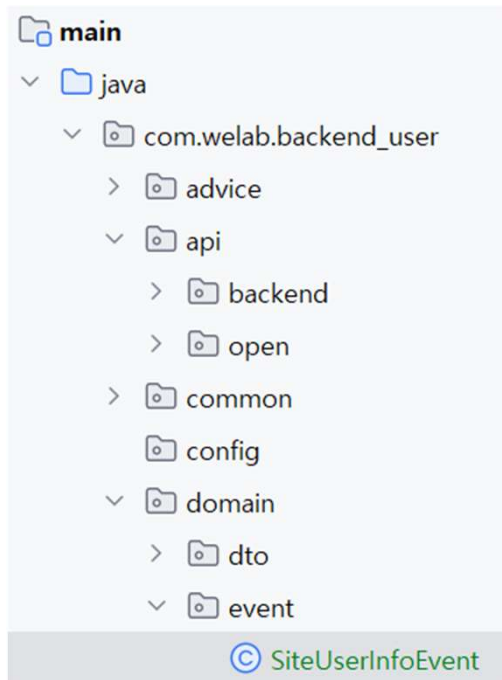 main
java
com.welab.backend_user
advice
api
backend
open
common
config
domain
dto
event
SiteUserInfoEvent